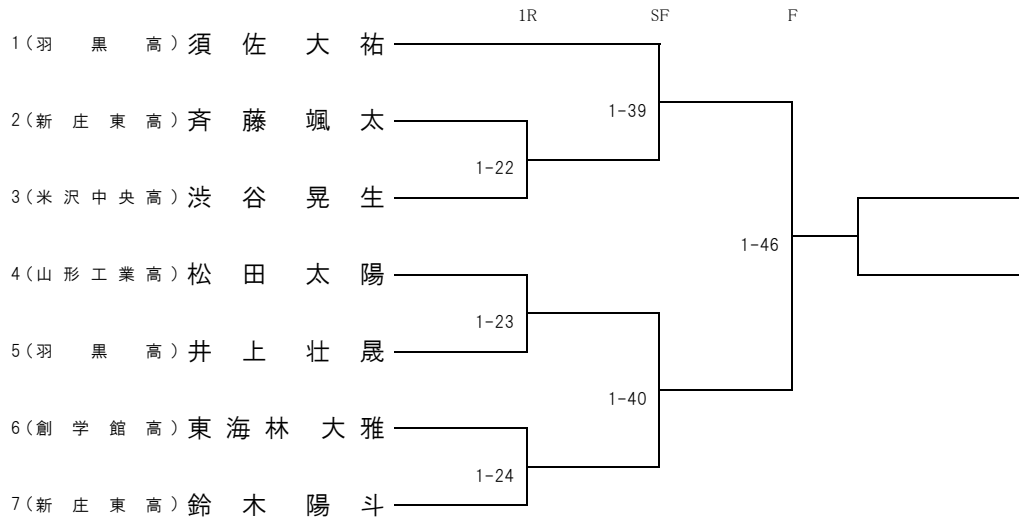 1R SF F
1(羽黒高)須佐大祐
1-39
2(新庄東高)斉藤颯太
1-22
3(米沢中央高)渋谷晃生
1-46
4(山形工業高)松田太陽
1-23
5(羽黒高)井上壮晟
1-40
6(創学館高)東海林大雅
1-24
7(新庄東高)鈴木陽斗